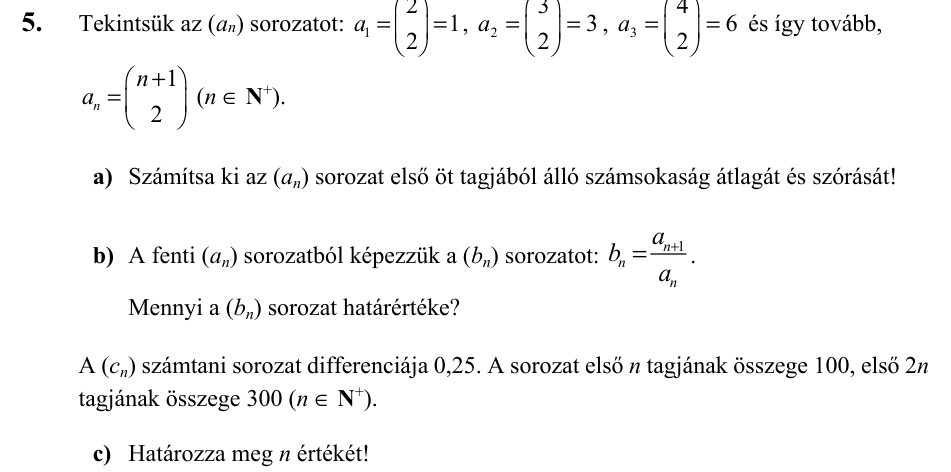 5. Tekintsük az (aₙ) sorozatot: a₁ = (2 2) = 1, a₂ = (3 2) = 3, a₃ = (4 2) = 6 és így tovább,
aₙ = (n+1 2) (n ∈ N⁺).
a) Számítsa ki az (aₙ) sorozat első öt tagjából álló számsokaság átlagát és szórását!
b) A fenti (aₙ) sorozatból képezzük a (bₙ) sorozatot: bₙ = aₙ₊₁/aₙ.
Mennyi a (bₙ) sorozat határértéke?
A (cₙ) számtani sorozat differenciája 0,25. A sorozat első n tagjának összege 100, első 2n
tagjának összege 300 (n ∈ N⁺).
c) Határozza meg n értékét!